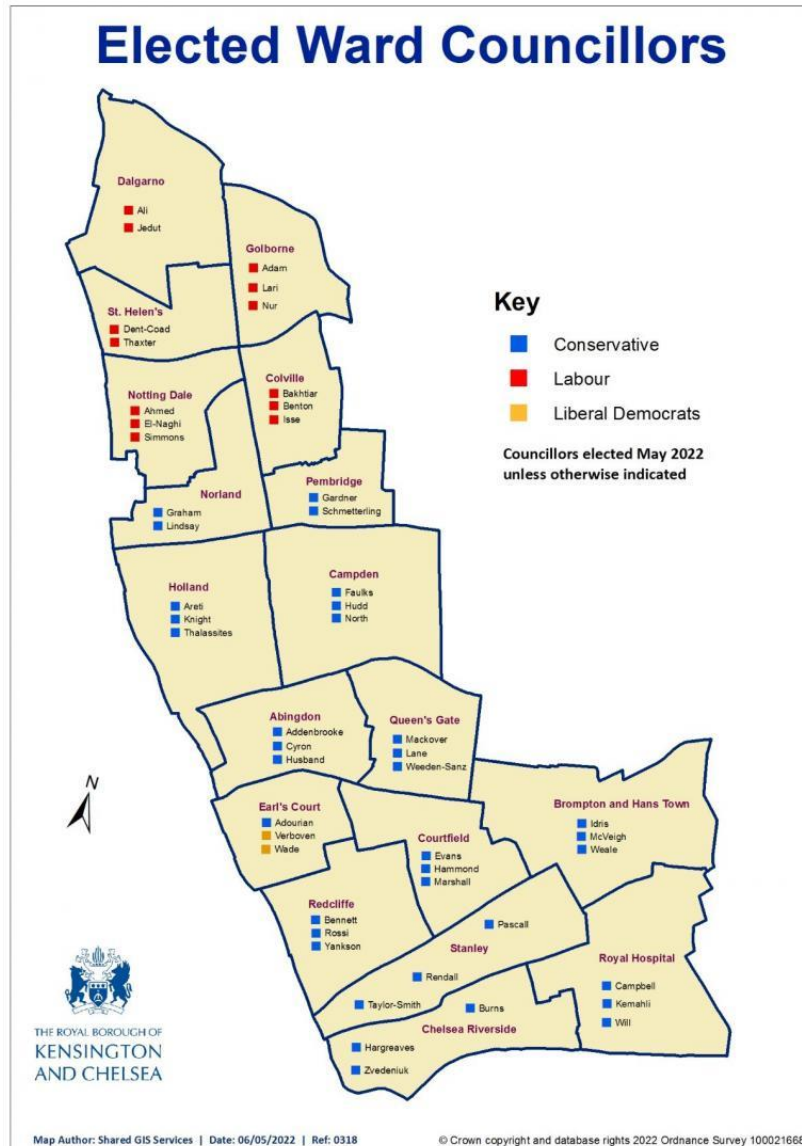 Elected Ward Councillors
Dalgarno
Ali
Jedut
Golborne
Adam
Lari
Nur
St. Helen's
Dent-Coad
Thaxter
Notting Dale
Ahmed
El-Naghi
Simmons
Colville
Bakhtiar
Benton
Isse
Norland
Graham
Lindsay
Pembridge
Gardner
Schmetterling
Key
Conservative
Labour
Liberal Democrats
Councillors elected May 2022
unless otherwise indicated
Holland
Areti
Knight
Thalassites
Campden
Faulks
Hudd
North
Abingdon
Addenbrooke
Cyron
Husband
Queen's Gate
Mackover
Lane
Weeden-Sanz
N
Earl's Court
Adourian
Verboven
Wade
Courtfield
Evans
Hammond
Marshall
Brompton and Hans Town
Idris
McVeigh
Weale
Redcliffe
Bennett
Rossi
Yankson
Stanley
Pascall
Rendall
Taylor-Smith
Royal Hospital
Campbell
Kemahli
Will
Chelsea Riverside
Burns
Hargreaves
Zvedeniuk
THE ROYAL BOROUGH OF
KENSINGTON
AND CHELSEA
Map Author: Shared GIS Services | Date: 06/05/2022 | Ref: 0318
© Crown copyright and database rights 2022 Ordnance Survey 100021668